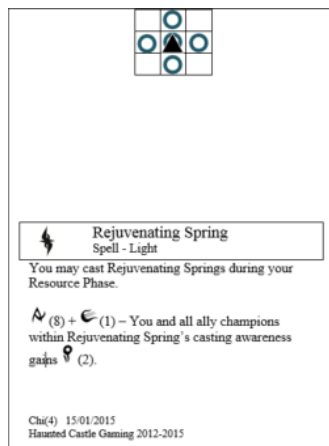 Rejuvenating Spring
Spell - Light
You may cast Rejuvenating Springs during your
Resource Phase.
(8) + (1) – You and all ally champions
within Rejuvenating Spring's casting awareness
gains (2).
Chi(4) 15/01/2015
Haunted Castle Gaming 2012-2015